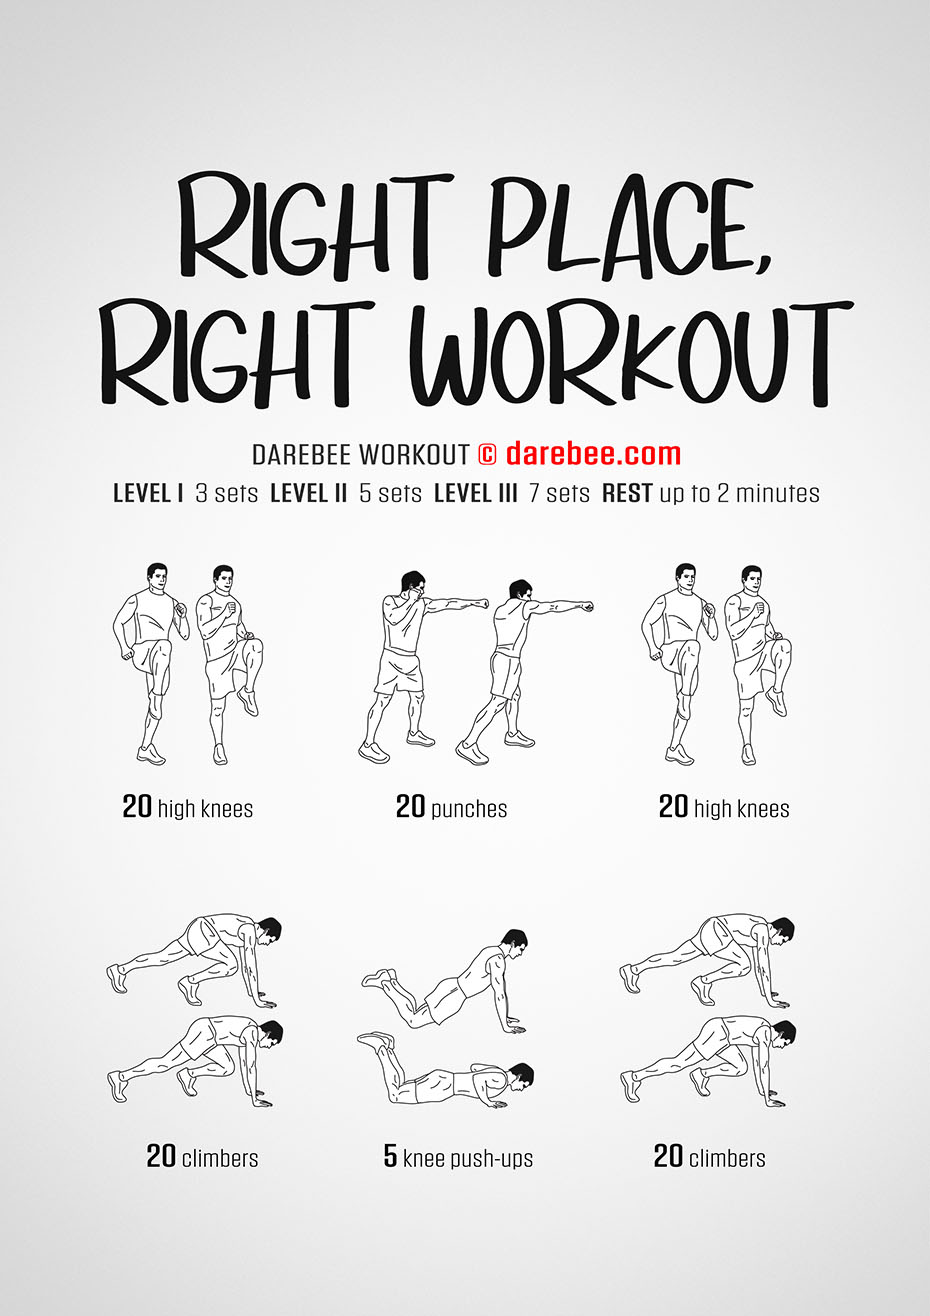 RIGHT PLACE,
RIGHT WORKOUT
DAREBEE WORKOUT © darebee.com
LEVEL I 3 sets LEVEL II 5 sets LEVEL III 7 sets REST up to 2 minutes
20 high knees
20 punches
20 high knees
20 climbers
5 knee push-ups
20 climbers